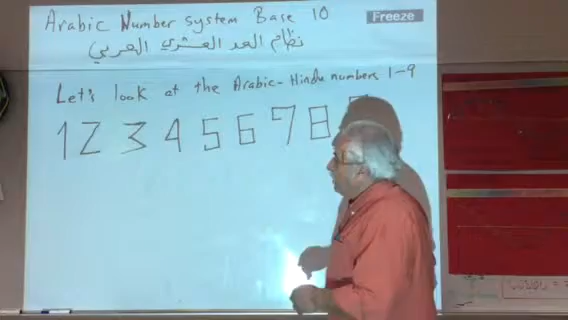 Arabic Number system Base 10
Freeze
نظام العد العشري العربي
Let's look at the Arabic-Hindu numbers 1-9
1 2 3 4 5 6 7 8